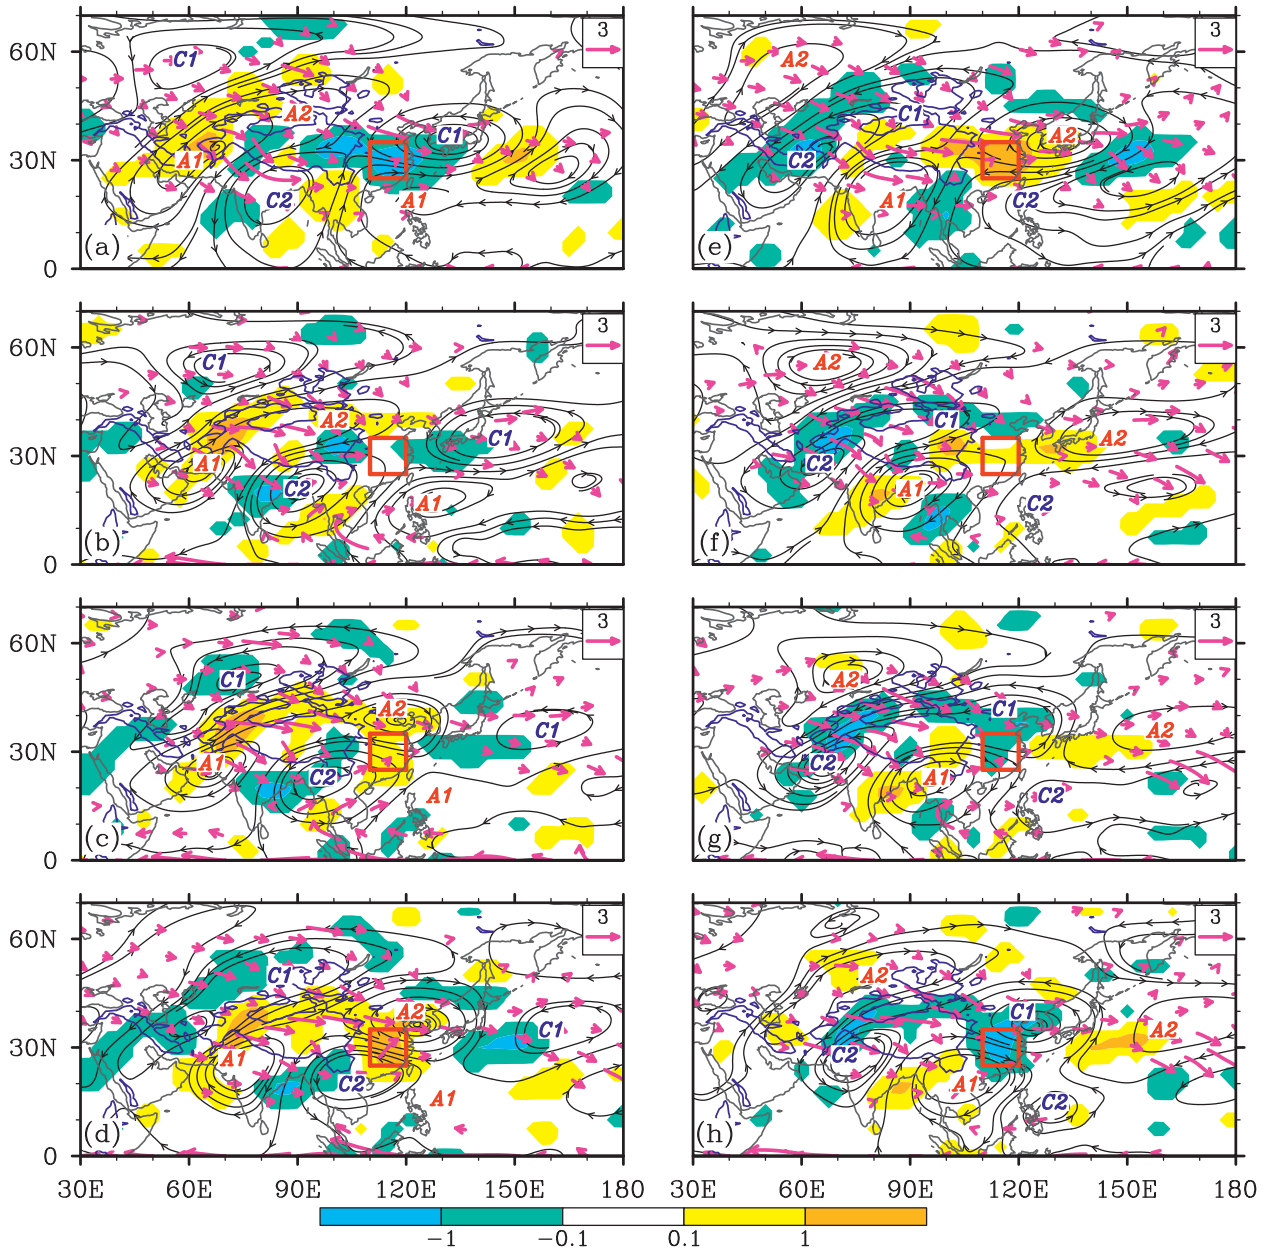 3
3
60N
C1
A2
A2
C1
C1
A2
30N
A1
C2
C2
A1
A1
C2
(a)
(e)
0
3
3
60N
C1
A2
A2
C1
C1
A2
30N
A1
C2
C2
A1
A1
C2
(b)
(f)
0
3
3
60N
C1
A2
A2
C1
C1
A2
30N
A1
C2
C2
A1
A1
C2
(c)
(g)
0
3
3
60N
C1
A2
A2
C1
C1
A2
30N
A1
C2
C2
A1
A1
C2
(d)
(h)
0
30E 60E 90E 120E 150E 180 30E 60E 90E 120E 150E 180
−1 −0.1 0.1 1